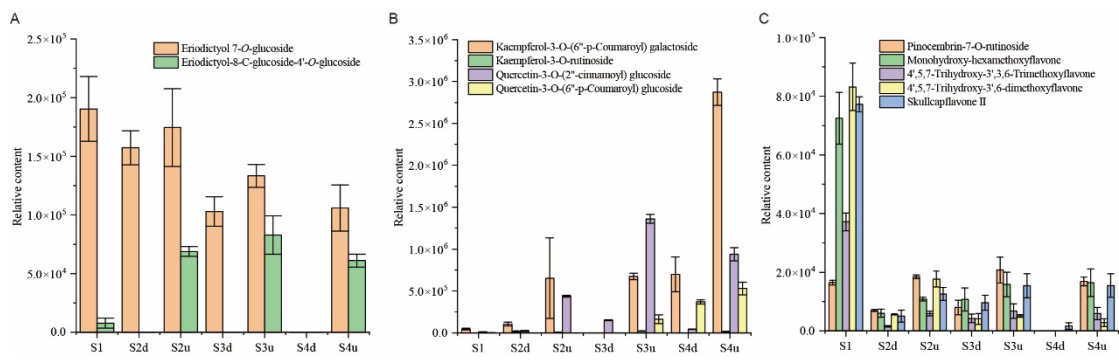 A
Relative content
2.5×10⁵
2.0×10⁵
1.5×10⁵
1.0×10⁵
5.0×10⁴
0.0
Eriodictyol 7-O-glucoside
Eriodictyol-8-C-glucoside-4'-O-glucoside
S1 S2d S2u S3d S3u S4d S4u
B
Relative content
3.5×10⁶
3.0×10⁶
2.5×10⁶
2.0×10⁶
1.5×10⁶
1.0×10⁶
5.0×10⁵
0.0
Kaempferol-3-O-(6''-p-Coumaroyl) galactoside
Kaempferol-3-O-rutinoside
Quercetin-3-O-(2''-cinnamoyl) glucoside
Quercetin-3-O-(6''-p-Coumaroyl) glucoside
S1 S2d S2u S3d S3u S4d S4u
C
Relative content
1.0×10⁵
8.0×10⁴
6.0×10⁴
4.0×10⁴
2.0×10⁴
0.0
Pinocembrin-7-O-rutinoside
Monohydroxy-hexamethoxyflavone
4',5,7-Trihydroxy-3',3,6-Trimethoxyflavone
4',5,7-Trihydroxy-3',6-dimethoxyflavone
Skullcapflavone II
S1 S2d S2u S3d S3u S4d S4u